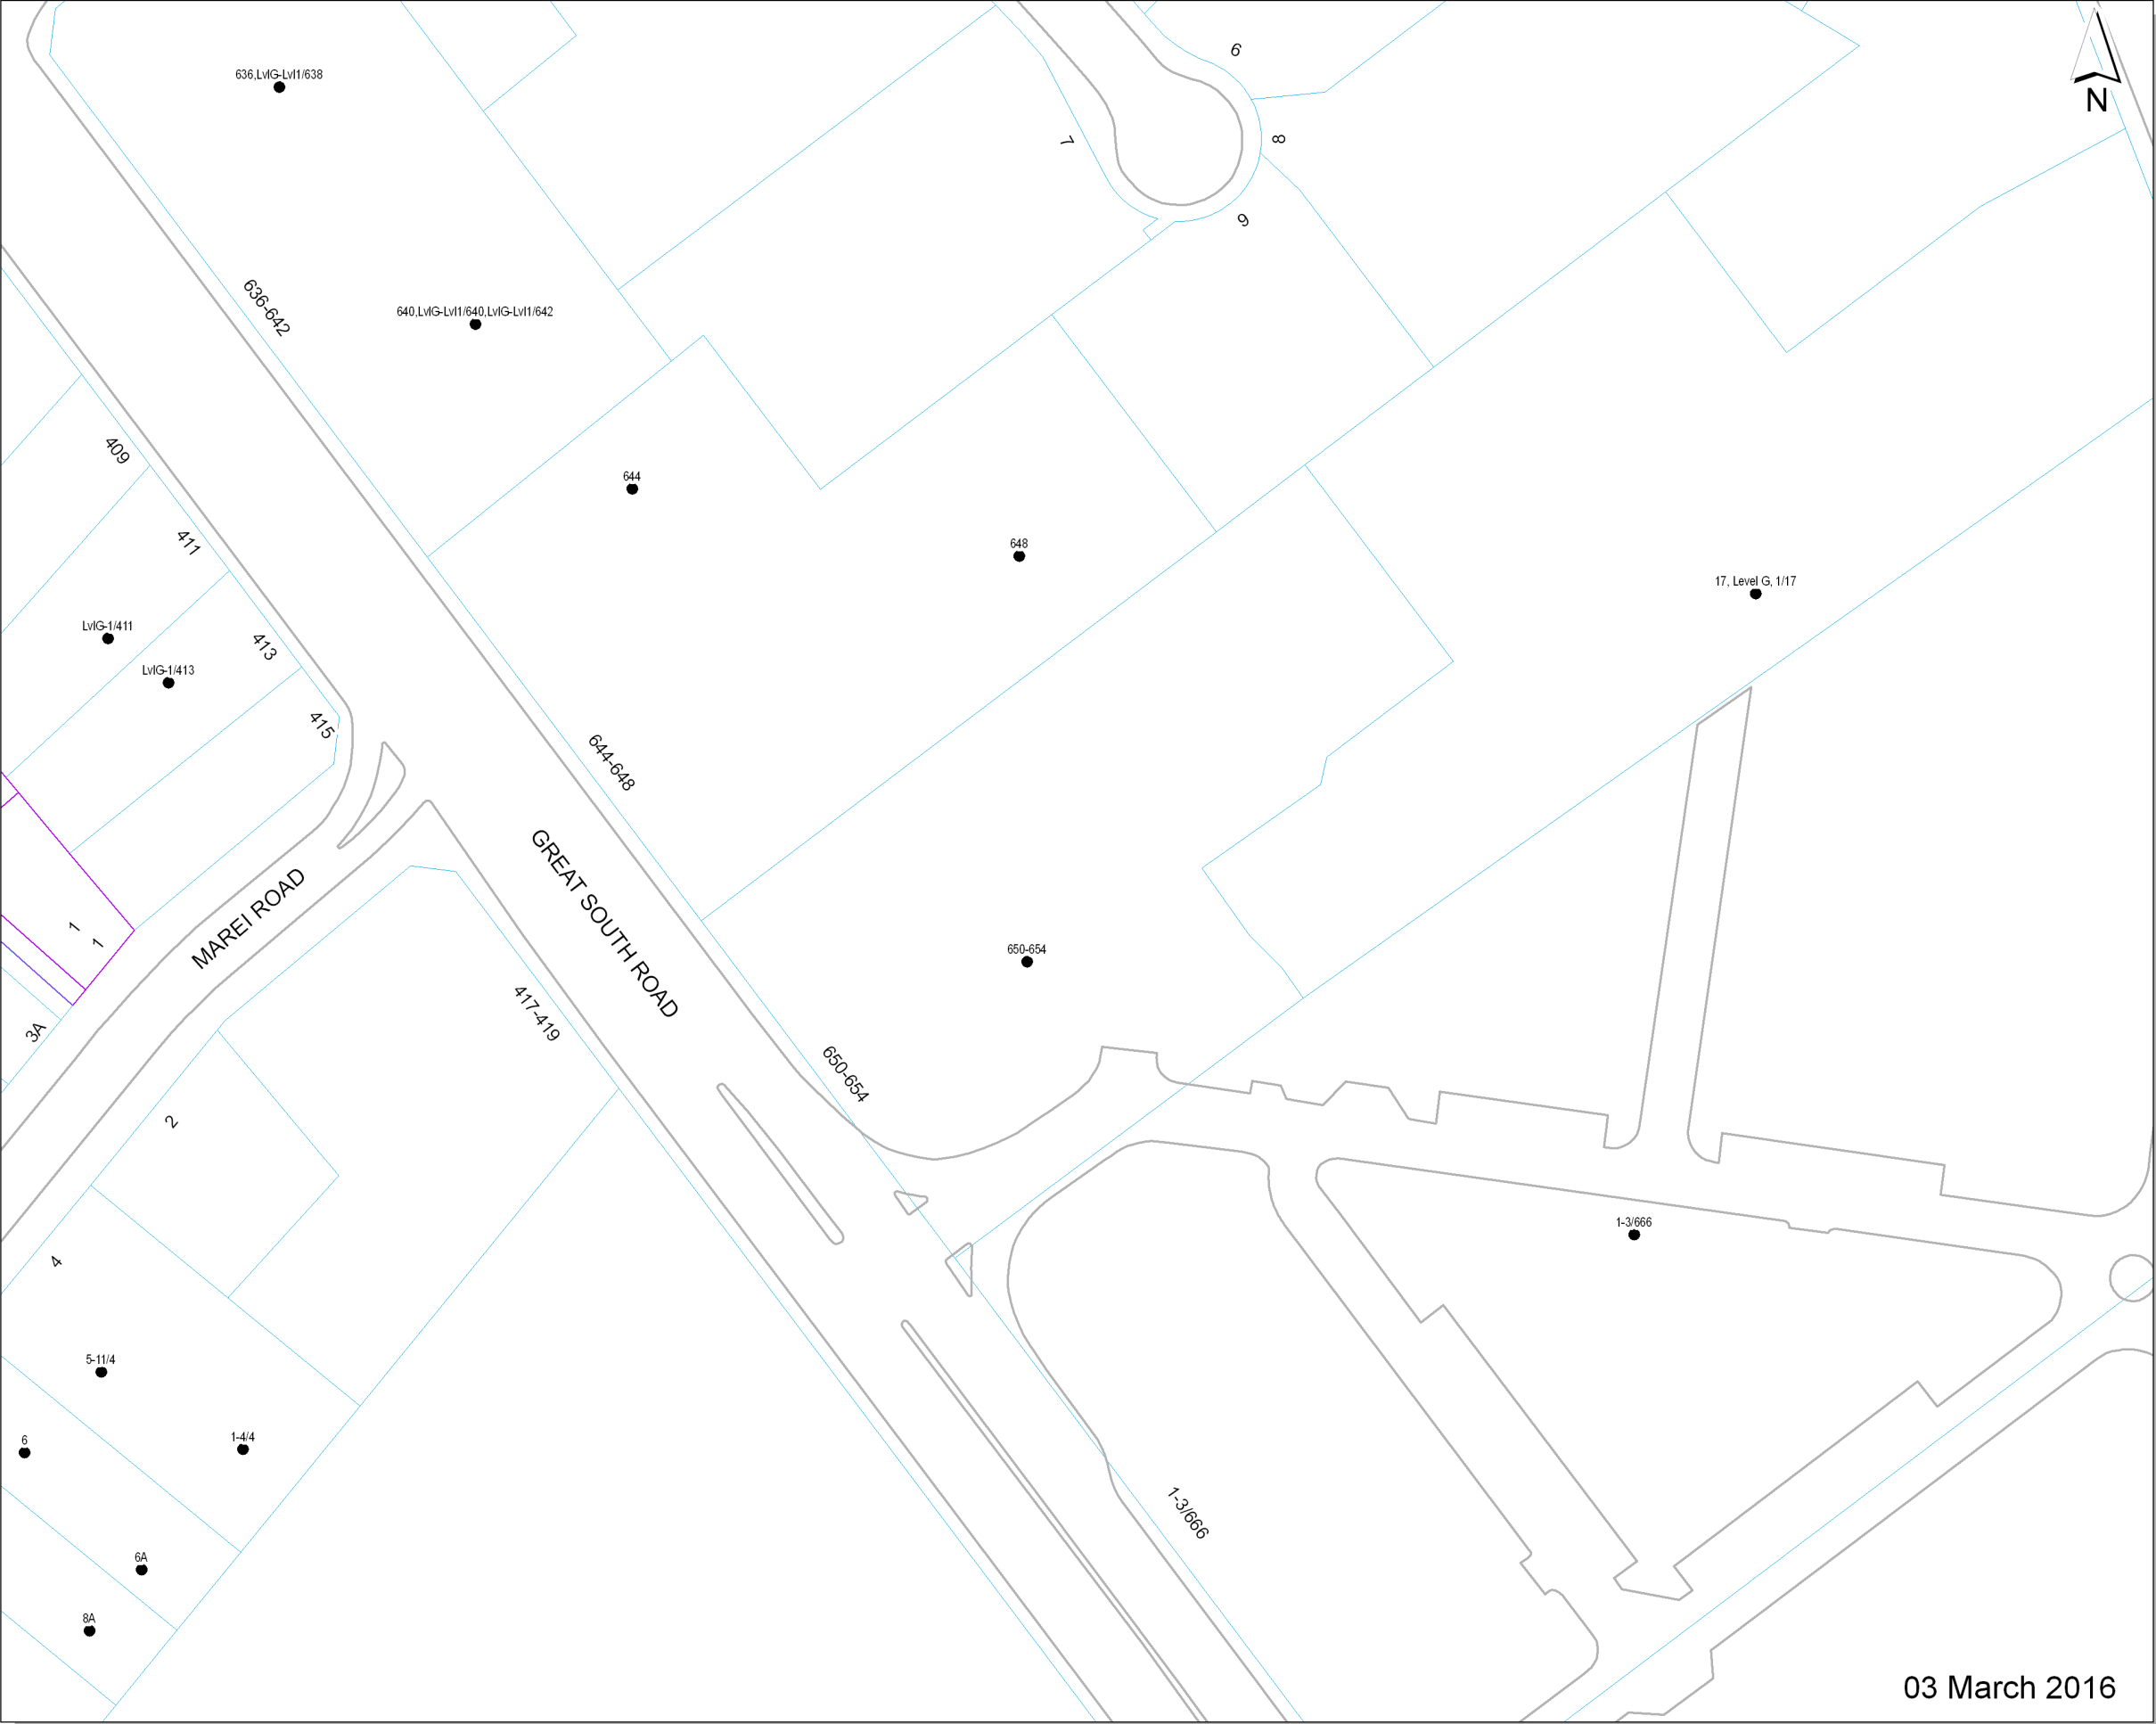 6
636,LvlG-Lvl1/638
N
7
8
9
636-642
640,LvlG-Lvl1/640,LvlG-Lvl1/642
409
644
411
648
17, Level G, 1/17
LvlG-1/411
413
LvlG-1/413
415
644-648
GREAT SOUTH ROAD
MAREI ROAD
1
1
650-654
417-419
3A
650-654
2
1-3/666
4
5-11/4
6
1-4/4
1-3/666
6A
8A
03 March 2016